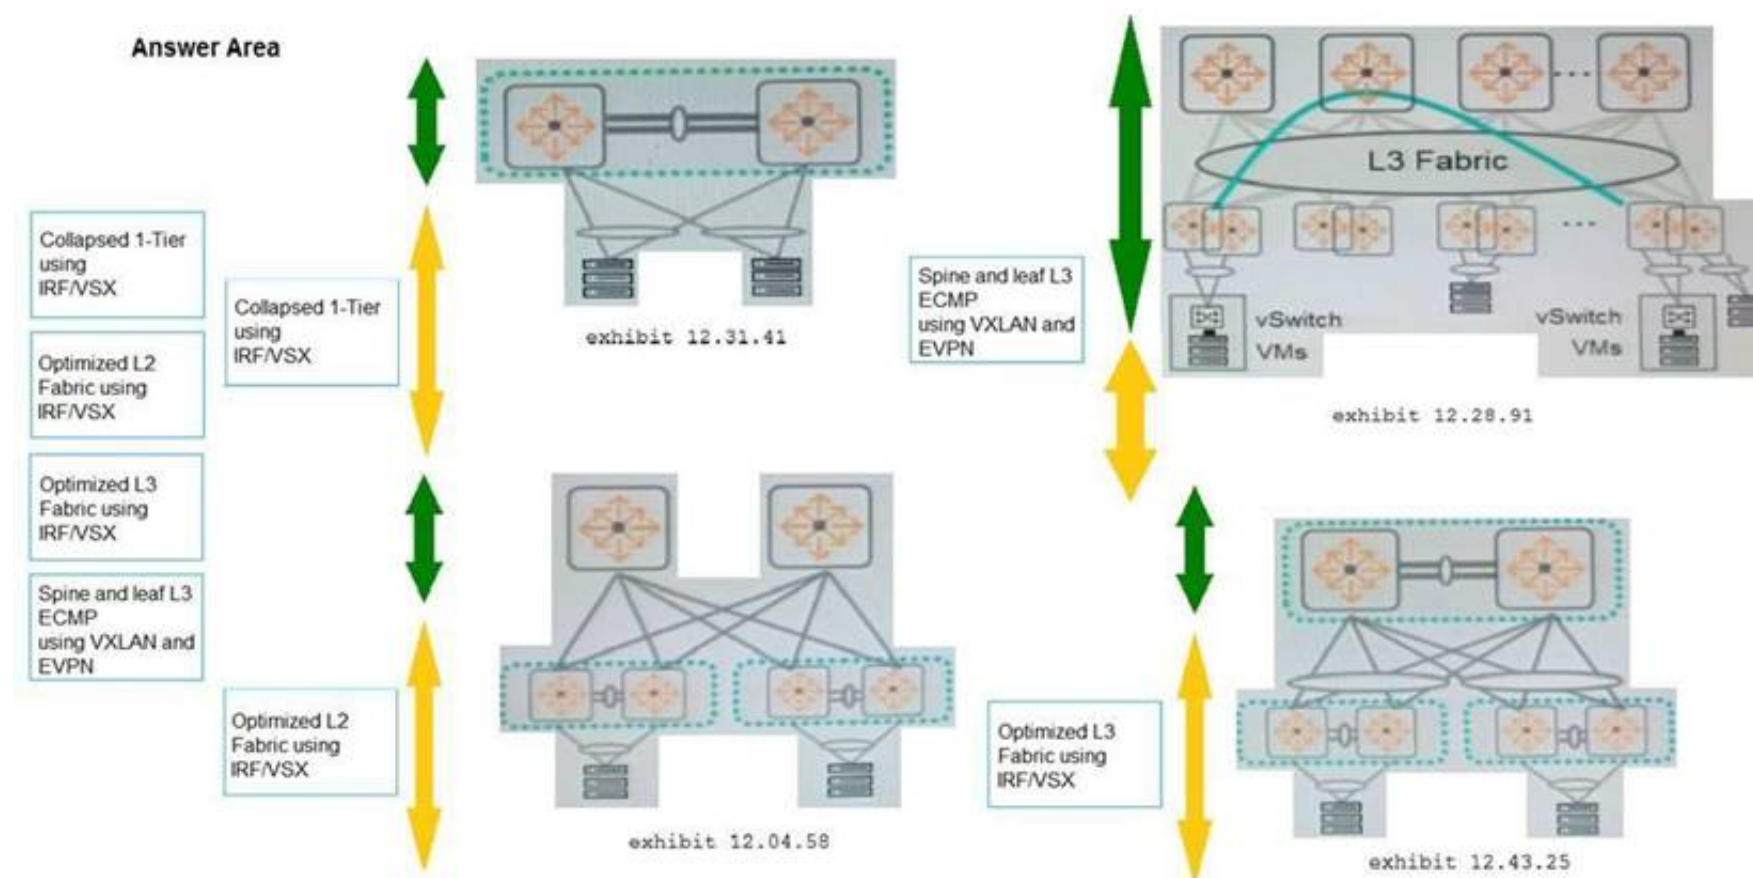 Answer Area
Collapsed 1-Tier
using
IRF/VSX
Optimized L2
Fabric using
IRF/VSX
Optimized L3
Fabric using
IRF/VSX
Spine and leaf L3
ECMP
using VXLAN and
EVPN
Collapsed 1-Tier
using
IRF/VSX
exhibit 12.31.41
Spine and leaf L3
ECMP
using VXLAN and
EVPN
L3 Fabric
vSwitch
VMs
vSwitch
VMs
exhibit 12.28.91
Optimized L2
Fabric using
IRF/VSX
exhibit 12.04.58
Optimized L3
Fabric using
IRF/VSX
exhibit 12.43.25